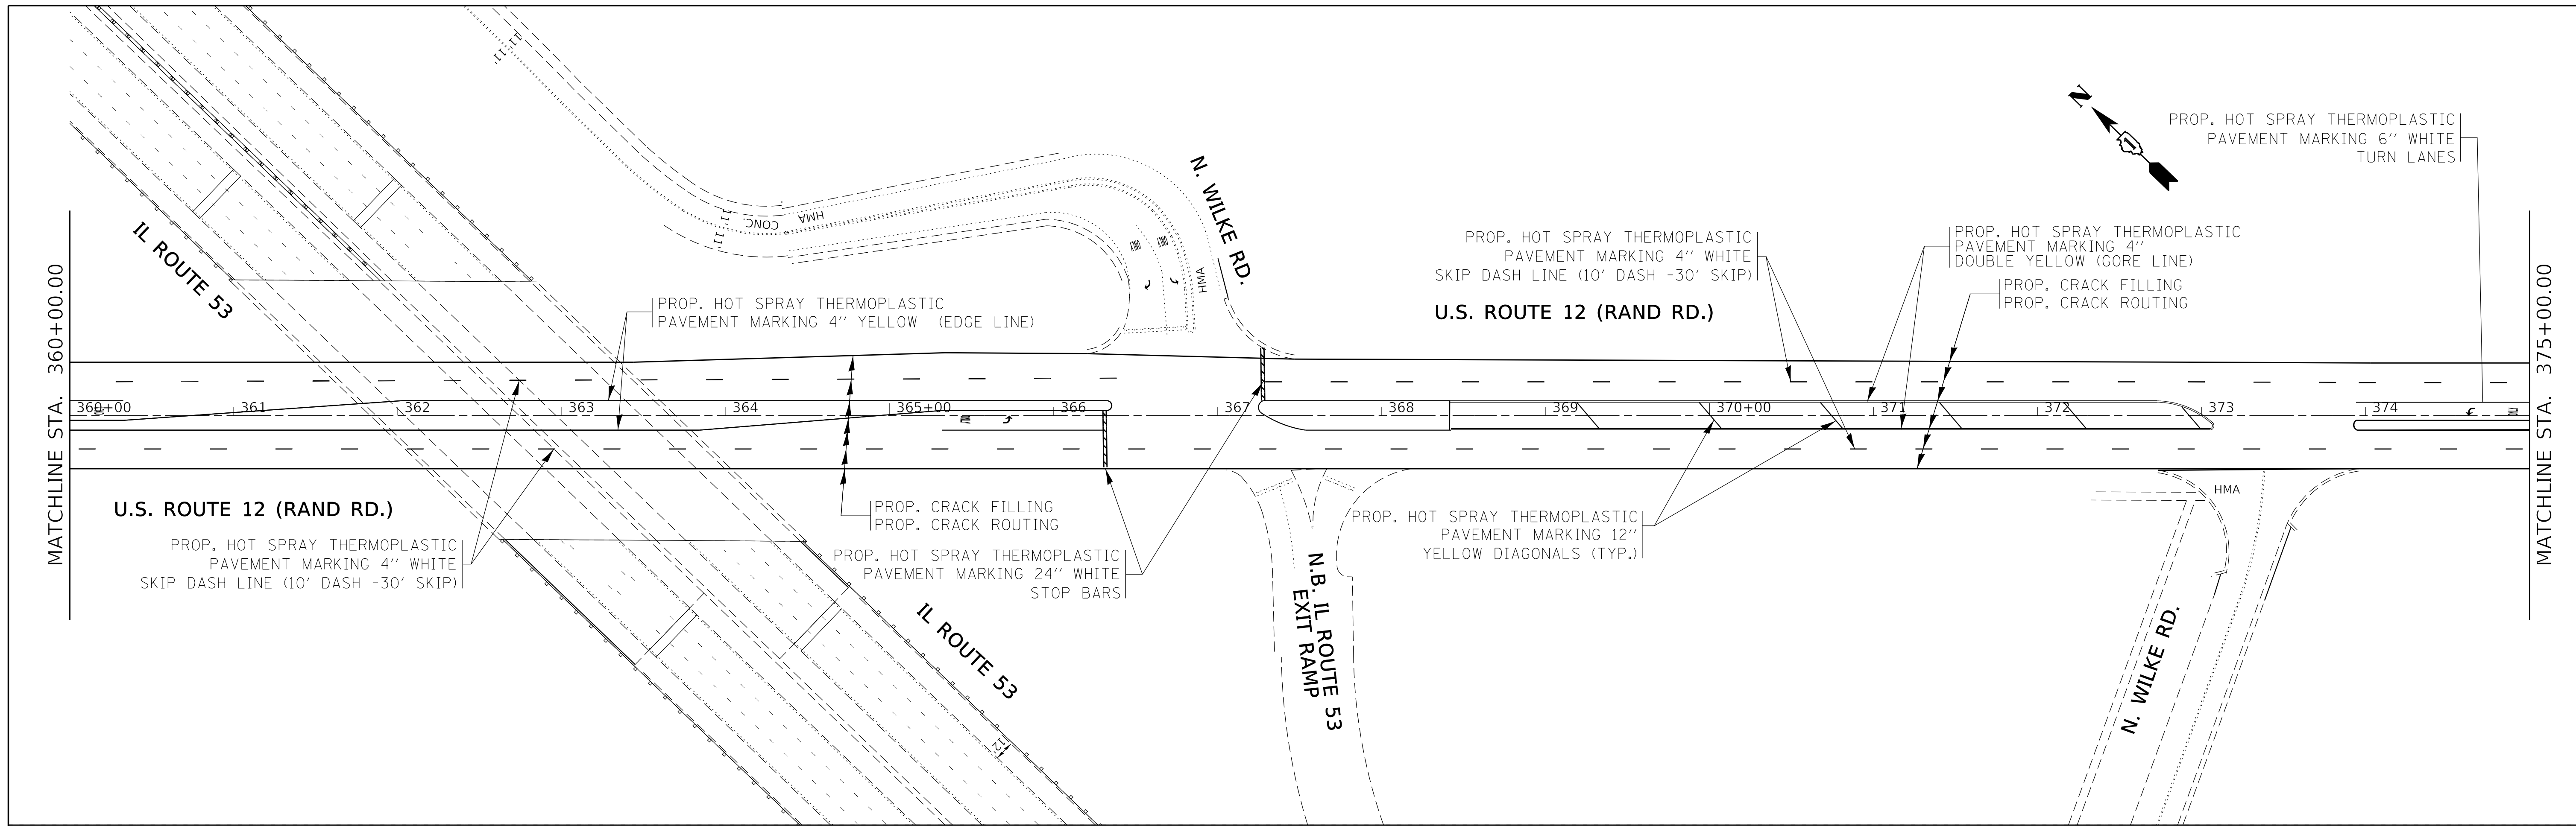 MATCHLINE STA.  360+00.00
IL ROUTE 53
U.S. ROUTE 12 (RAND RD.)
PROP. HOT SPRAY THERMOPLASTIC
PAVEMENT MARKING 4'' WHITE
SKIP DASH LINE (10' DASH -30' SKIP)
PROP. HOT SPRAY THERMOPLASTIC
PAVEMENT MARKING 4'' YELLOW  (EDGE LINE)
11'
11'
11'
11'
CONC
HMA
N. WILKE RD.
HMA
360+00
361
362
363
364
365+00
366
367
368
369
370+00
371
372
373
374
PROP. CRACK FILLING
PROP. CRACK ROUTING
PROP. HOT SPRAY THERMOPLASTIC
PAVEMENT MARKING 24'' WHITE
STOP BARS
IL ROUTE 53
12'
N.B. IL ROUTE 53
EXIT RAMP
PROP. HOT SPRAY THERMOPLASTIC
PAVEMENT MARKING 4'' WHITE
SKIP DASH LINE (10' DASH -30' SKIP)
U.S. ROUTE 12 (RAND RD.)
PROP. HOT SPRAY THERMOPLASTIC
PAVEMENT MARKING 4''
DOUBLE YELLOW (GORE LINE)
PROP. CRACK FILLING
PROP. CRACK ROUTING
PROP. HOT SPRAY THERMOPLASTIC
PAVEMENT MARKING 12''
YELLOW DIAGONALS (TYP.)
N
PROP. HOT SPRAY THERMOPLASTIC
PAVEMENT MARKING 6'' WHITE
TURN LANES
HMA
N. WILKE RD.
MATCHLINE STA.  375+00.00